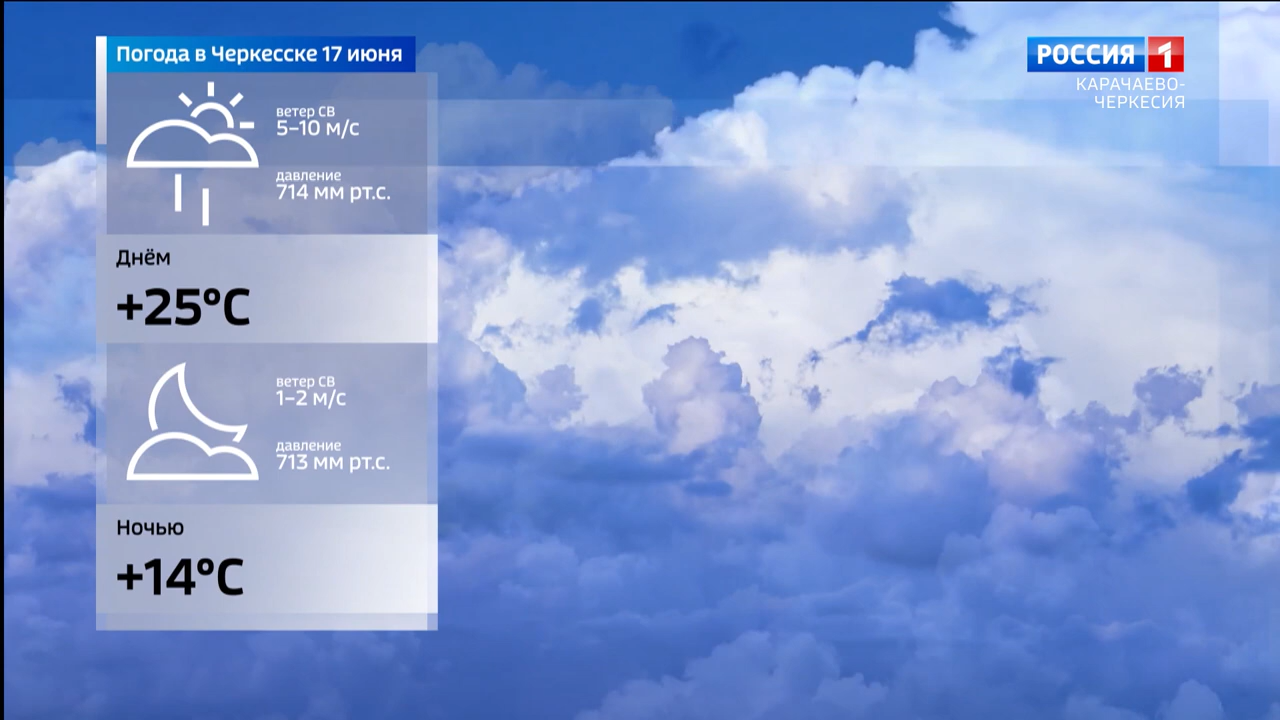 Погода в Черкесске 17 июня
РОССИЯ 1
КАРАЧАЕВО-
ЧЕРКЕСИЯ
ветер СВ
5–10 м/с
давление
714 мм рт.с.
Днём
+25°С
ветер СВ
1–2 м/с
давление
713 мм рт.с.
Ночью
+14°С